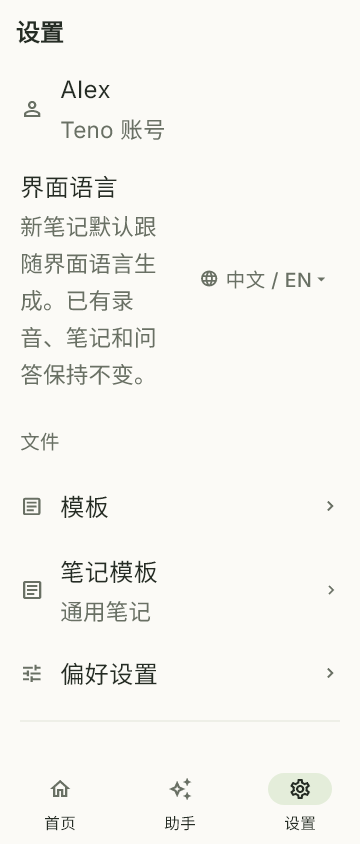 设置
Alex
Teno 账号
界面语言
新笔记默认跟
随界面语言生
成。已有录
音、笔记和问
答保持不变。
中文 / EN
文件
模板
笔记模板
通用笔记
偏好设置
首页
助手
设置